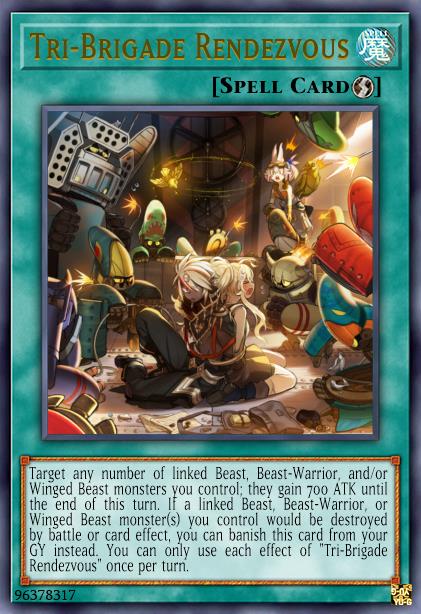 Tri-Brigade Rendezvous
SPELL
魔
[Spell Card]
Target any number of linked Beast, Beast-Warrior, and/or
Winged Beast monsters you control; they gain 700 ATK until
the end of this turn. If a linked Beast, Beast-Warrior, or
Winged Beast monster(s) you control would be destroyed
by battle or card effect, you can banish this card from your
GY instead. You can only use each effect of "Tri-Brigade
Rendezvous" once per turn.
96378317